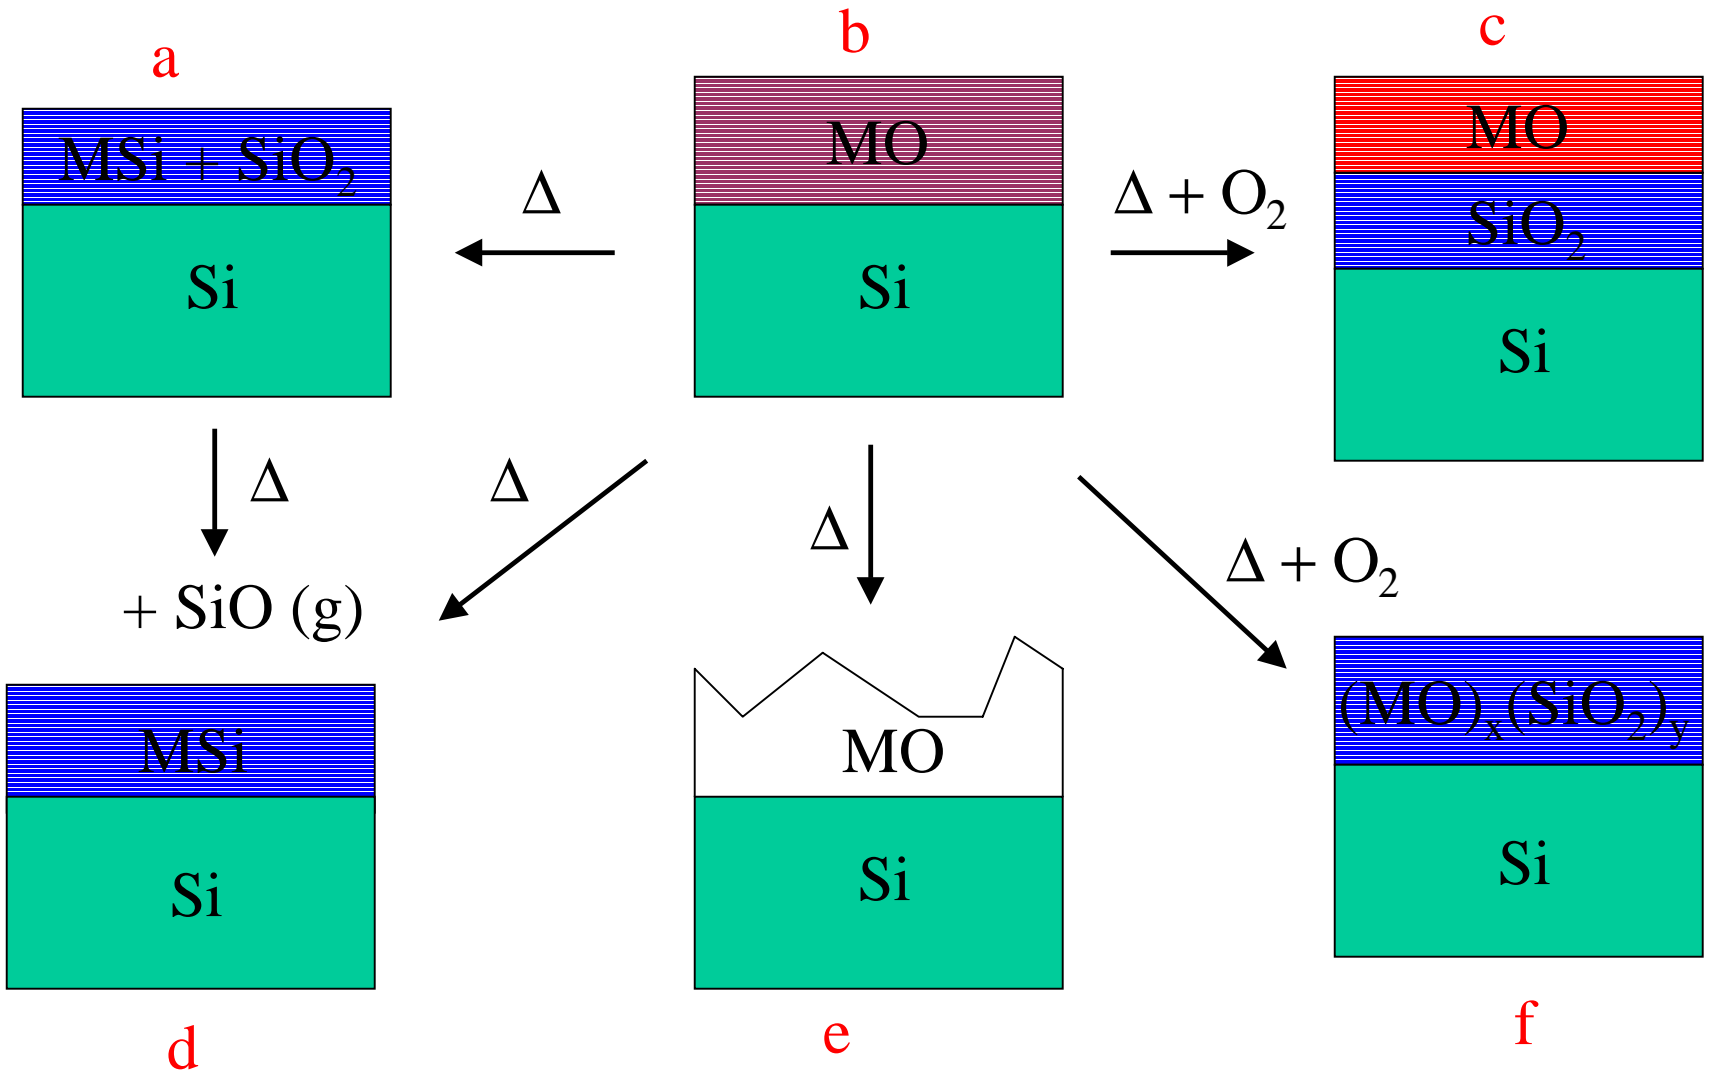 a
b
c
MSi + SiO₂
MO
MO
SiO₂
Δ
Δ + O₂
Si
Si
Si
Δ
Δ
Δ
Δ + O₂
+ SiO (g)
MSi
MO
(MO)ₓ(SiO₂)ᵧ
Si
Si
Si
d
e
f